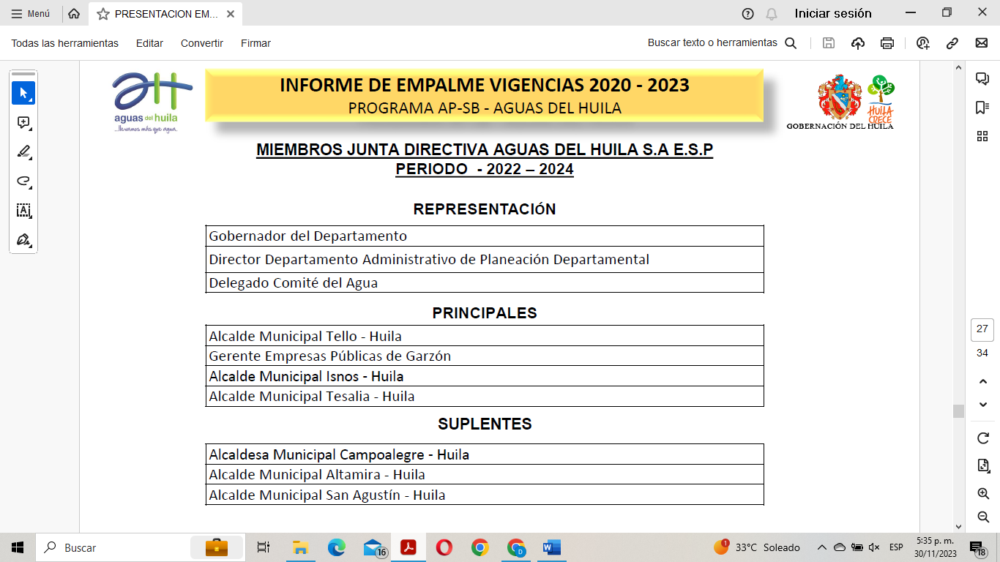 Menú
PRESENTACION EM...
Iniciar sesión
Todas las herramientas
Editar
Convertir
Firmar
Buscar texto o herramientas
aguas del huila
...llevamos más que agua.
INFORME DE EMPALME VIGENCIAS 2020 - 2023
PROGRAMA AP-SB - AGUAS DEL HUILA
HUILA
CRECE
GOBERNACIÓN DEL HUILA
MIEMBROS JUNTA DIRECTIVA AGUAS DEL HUILA S.A E.S.P
PERIODO - 2022 – 2024
REPRESENTACIÓN
Gobernador del Departamento
Director Departamento Administrativo de Planeación Departamental
Delegado Comité del Agua
PRINCIPALES
Alcalde Municipal Tello - Huila
Gerente Empresas Públicas de Garzón
Alcalde Municipal Isnos - Huila
Alcalde Municipal Tesalia - Huila
SUPLENTES
Alcaldesa Municipal Campoalegre - Huila
Alcalde Municipal Altamira - Huila
Alcalde Municipal San Agustín - Huila
27
34
Buscar
16
D
1
33°C Soleado
ESP
5:35 p. m.
30/11/2023
18